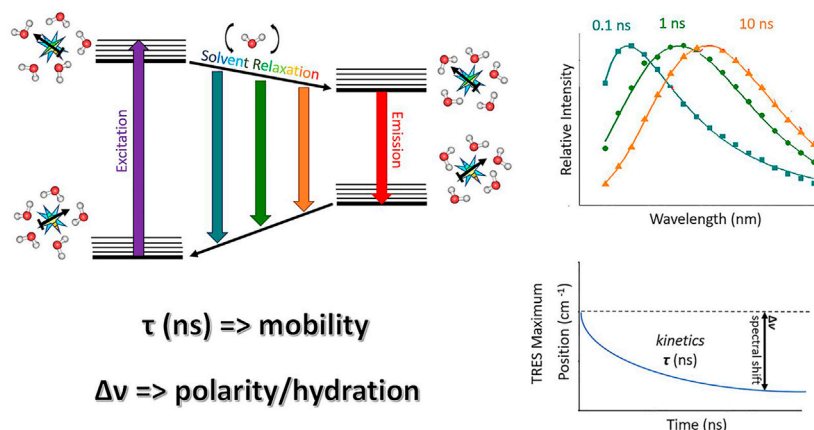 Excitation
Solvent Relaxation
Emission
τ (ns) => mobility
Δν => polarity/hydration
0.1 ns
1 ns
10 ns
Relative Intensity
Wavelength (nm)
TRES Maximum
Position (cm⁻¹)
kinetics
τ (ns)
Δν
spectral shift
Time (ns)